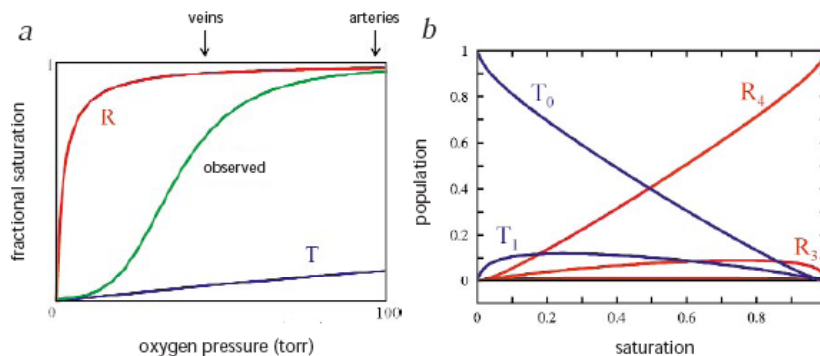 a
veins
arteries
1
R
observed
T
0
100
fractional saturation
oxygen pressure (torr)
b
1
0.8
0.6
0.4
0.2
0
T0
R4
T1
R3
0
0.2
0.4
0.6
0.8
population
saturation